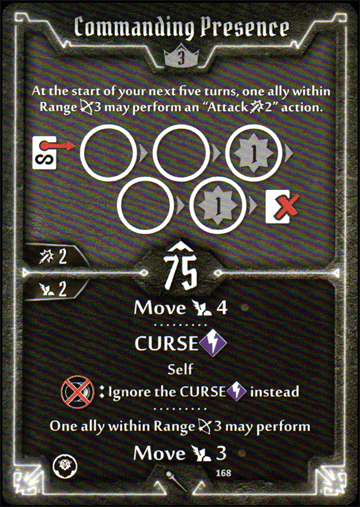 Commanding Presence
3
At the start of your next five turns, one ally within
Range 3 may perform an “Attack 2” action.
S
1
1
2
75
2
Move 4
CURSE
Self
: Ignore the CURSE instead
One ally within Range 3 may perform
Move 3
168